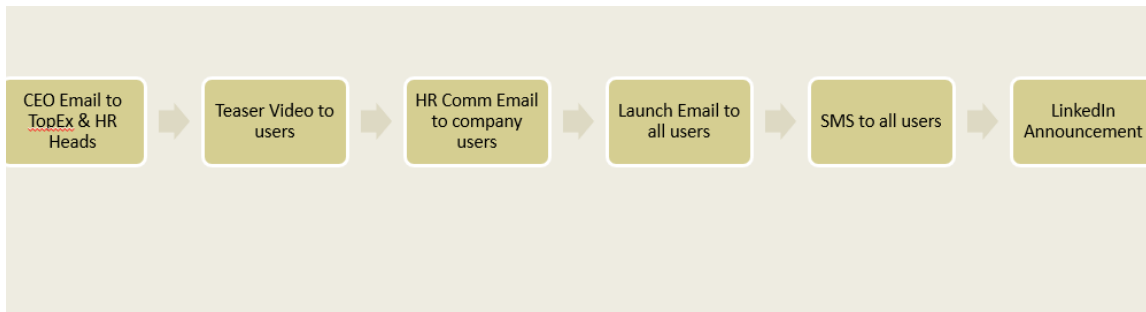 CEO Email to
TopEx & HR
Heads
Teaser Video to
users
HR Comm Email
to company
users
Launch Email to
all users
SMS to all users
LinkedIn
Announcement